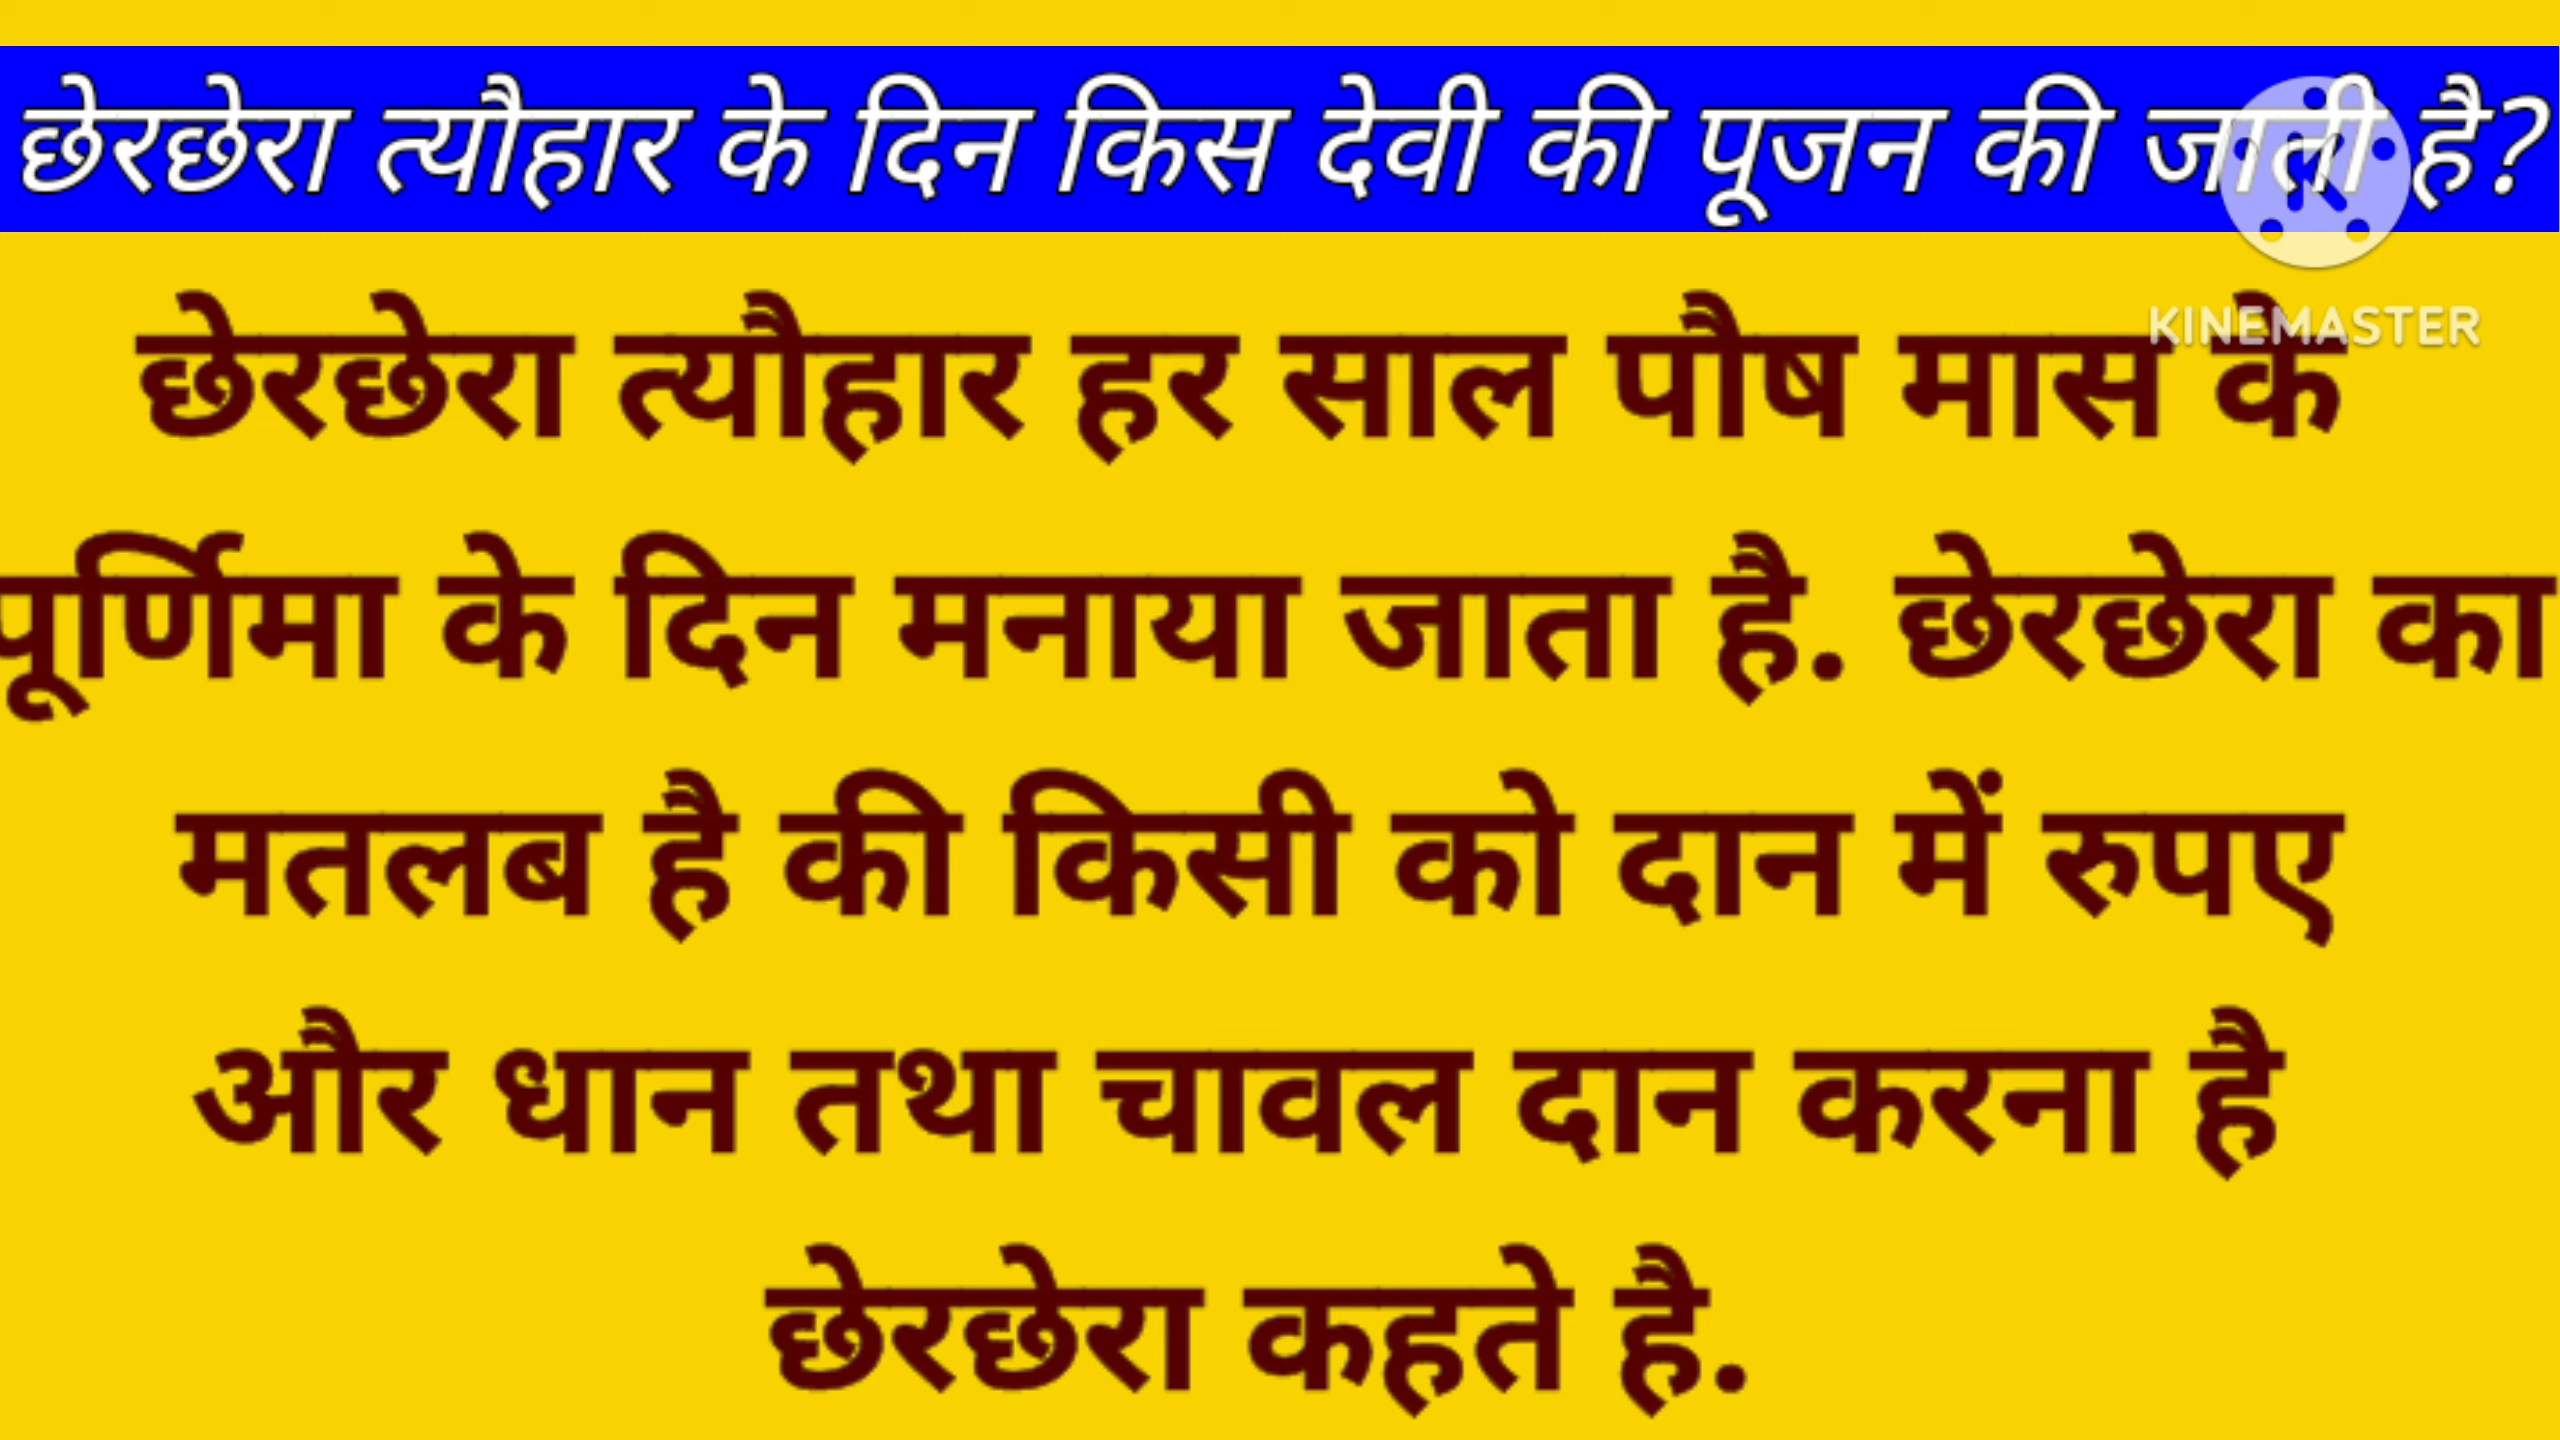 छेरछेरा त्यौहार के दिन किस देवी की पूजन की जाती है?
KINEMASTER
छेरछेरा त्यौहार हर साल पौष मास के
पूर्णिमा के दिन मनाया जाता है. छेरछेरा का
मतलब है की किसी को दान में रुपए
और धान तथा चावल दान करना है
छेरछेरा कहते है.